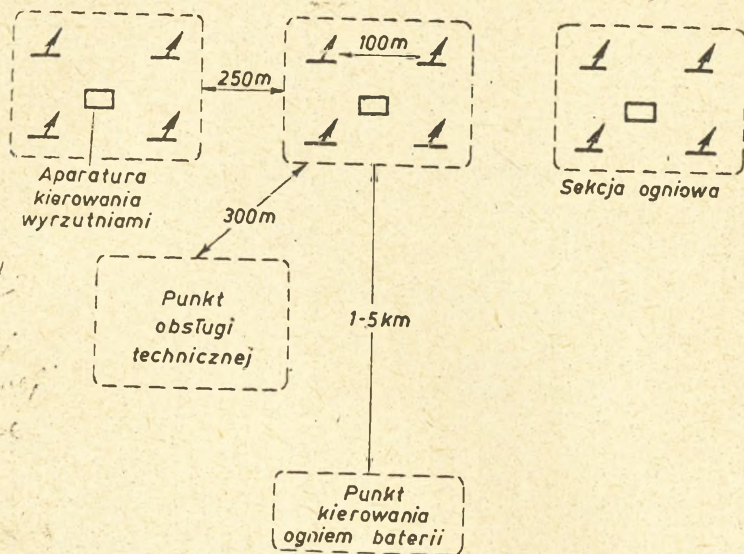 100m
250m
Aparatura
kierowania
wyrzutniami
Sekcja ogniowa
300m
Punkt
obsługi
technicznej
1-5km
Punkt
kierowania
ogniem baterii